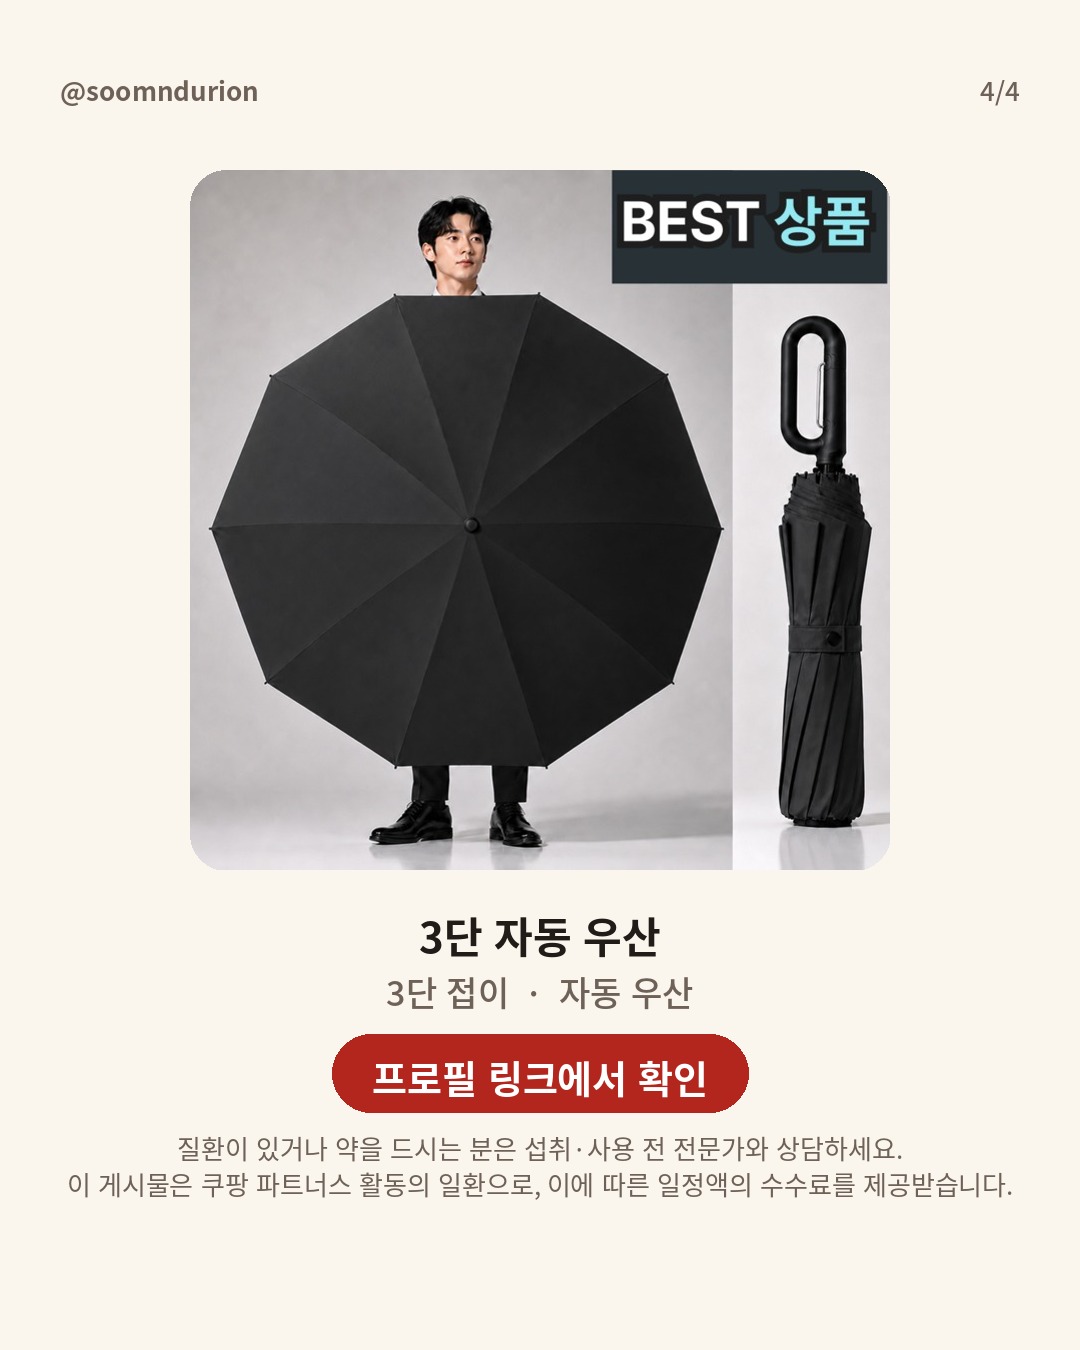 @soomndurion
4/4
BEST 상품
3단 자동 우산
3단 접이 · 자동 우산
프로필 링크에서 확인
질환이 있거나 약을 드시는 분은 섭취·사용 전 전문가와 상담하세요.
이 게시물은 쿠팡 파트너스 활동의 일환으로, 이에 따른 일정액의 수수료를 제공받습니다.